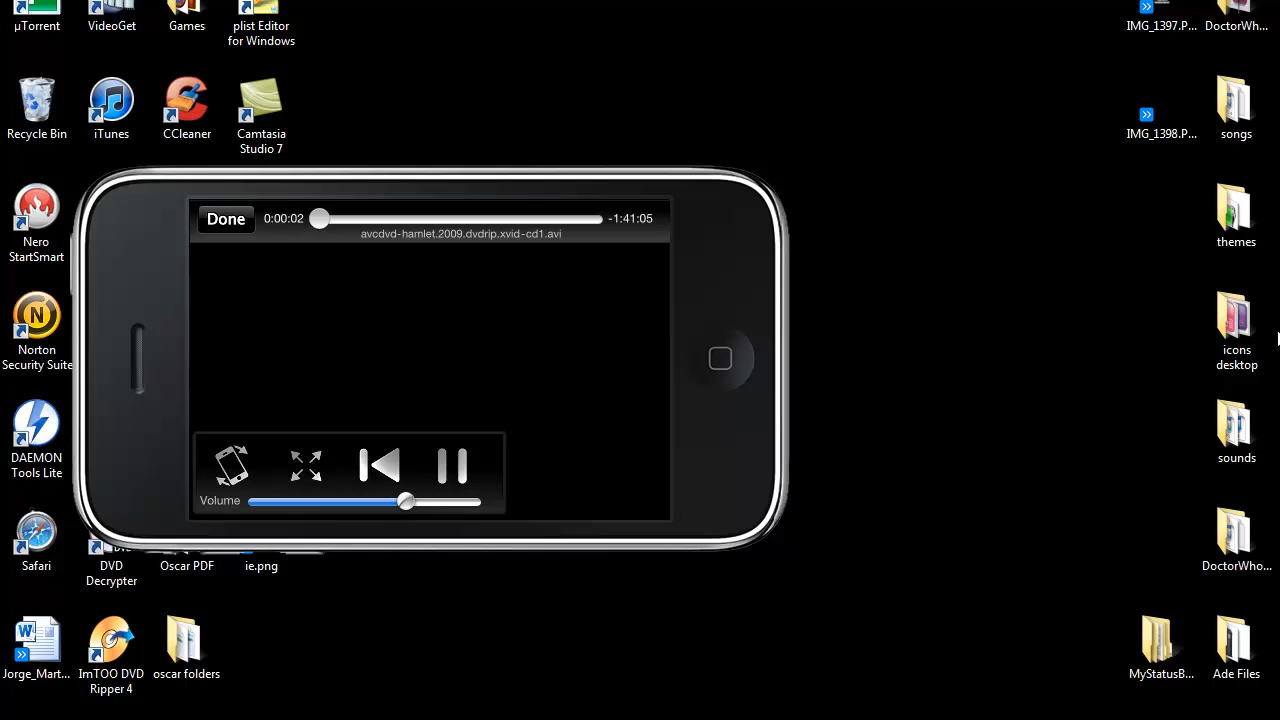 µTorrent
VideoGet
Games
plist Editor
for Windows
IMG_1397.P...
DoctorWh...
Recycle Bin
iTunes
CCleaner
Camtasia
Studio 7
IMG_1398.P...
songs
Done
0:00:02
-1:41:05
avcdvd-hamlet.2009.dvdrip.xvid-cd1.avi
Nero
StartSmart
themes
Norton
Security Suite
icons
desktop
DAEMON
Tools Lite
Volume
sounds
Safari
DVD
Decrypter
Oscar PDF
ie.png
DoctorWho...
Jorge_Mart...
ImTOO DVD
Ripper 4
oscar folders
MyStatusB...
Ade Files